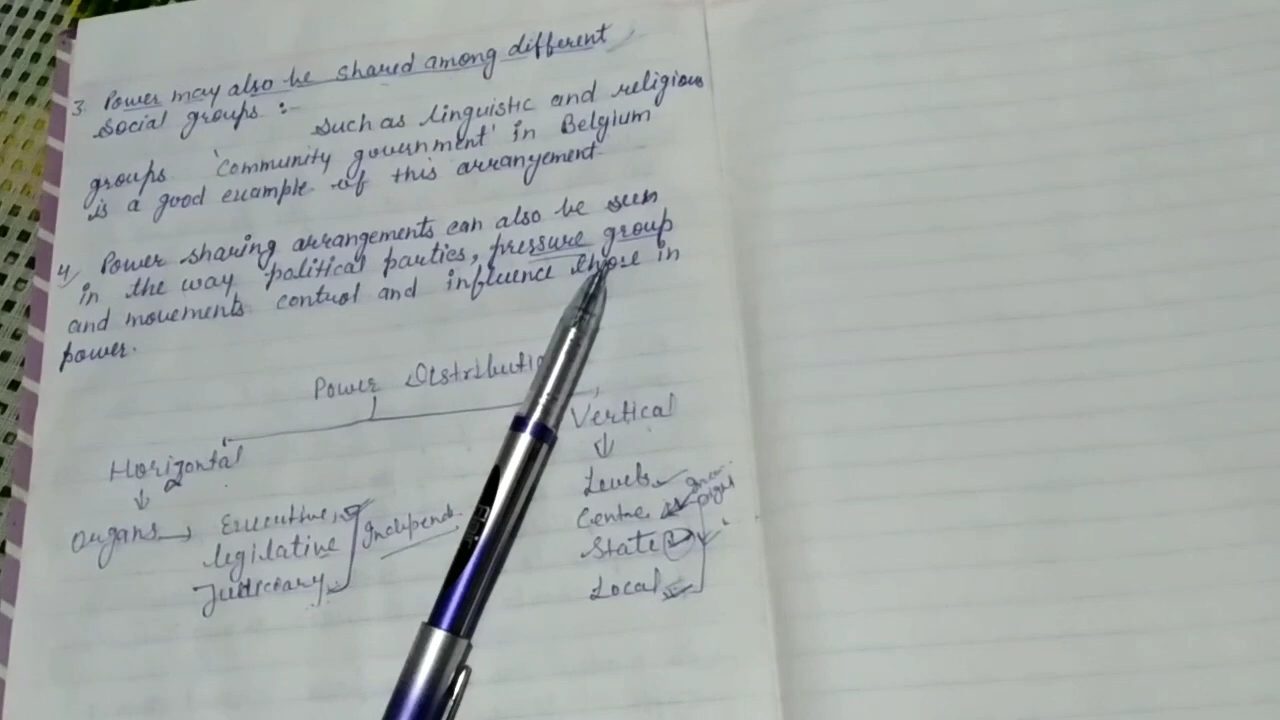 3. Power may also be shared among different
social groups :-
such as linguistic and religious
groups 'community government' in Belgium
is a good example of this arrangement
4, Power sharing arrangements can also be seen
in the way political parties, pressure group
and movements control and influence those in
power.
Power Distributi
Horizontal
Vertical
↓
↓
Organs → Executive
legilative
Judiciary
Independ.
Levels
Centre
State
Local